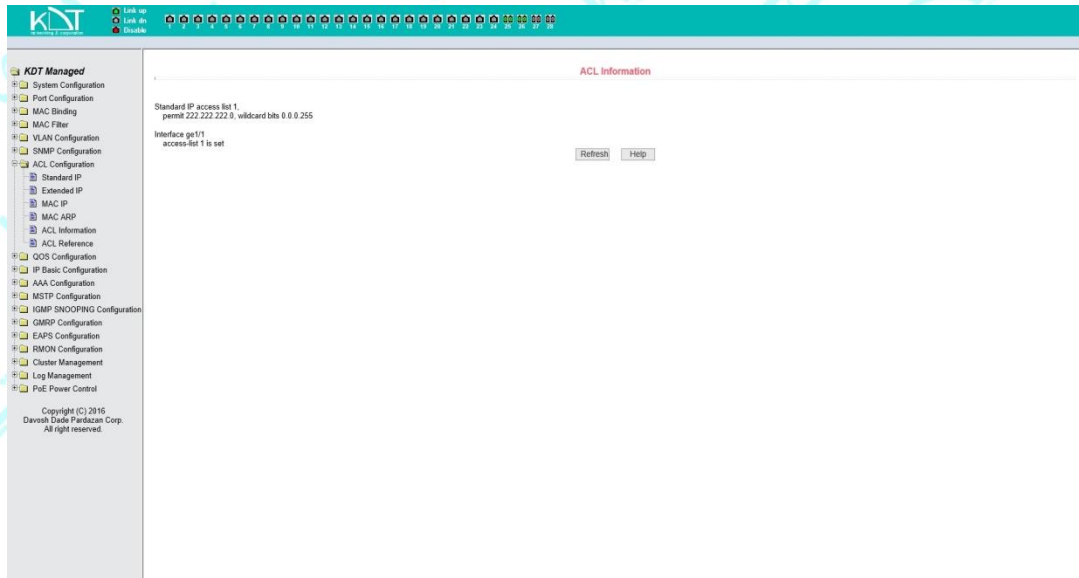 KDT
Link up
Link dn
Disable
1 2 3 4 5 6 7 8 9 10 11 12 13 14 15 16 17 18 19 20 21 22 23 24 25 26 27 28
KDT Managed
System Configuration
Port Configuration
MAC Binding
MAC Filter
VLAN Configuration
SNMP Configuration
ACL Configuration
Standard IP
Extended IP
MAC IP
MAC ARP
ACL Information
ACL Reference
QOS Configuration
IP Basic Configuration
AAA Configuration
MSTP Configuration
IGMP SNOOPING Configuration
GMRP Configuration
EAPS Configuration
RMON Configuration
Cluster Management
Log Management
PoE Power Control
Copyright (C) 2016
Davosh Dade Pardazan Corp.
All right reserved.
ACL Information
Standard IP access list 1,
permit 222.222.222.0, wildcard bits 0.0.0.255
Interface ge1/1
access-list 1 is set
Refresh Help